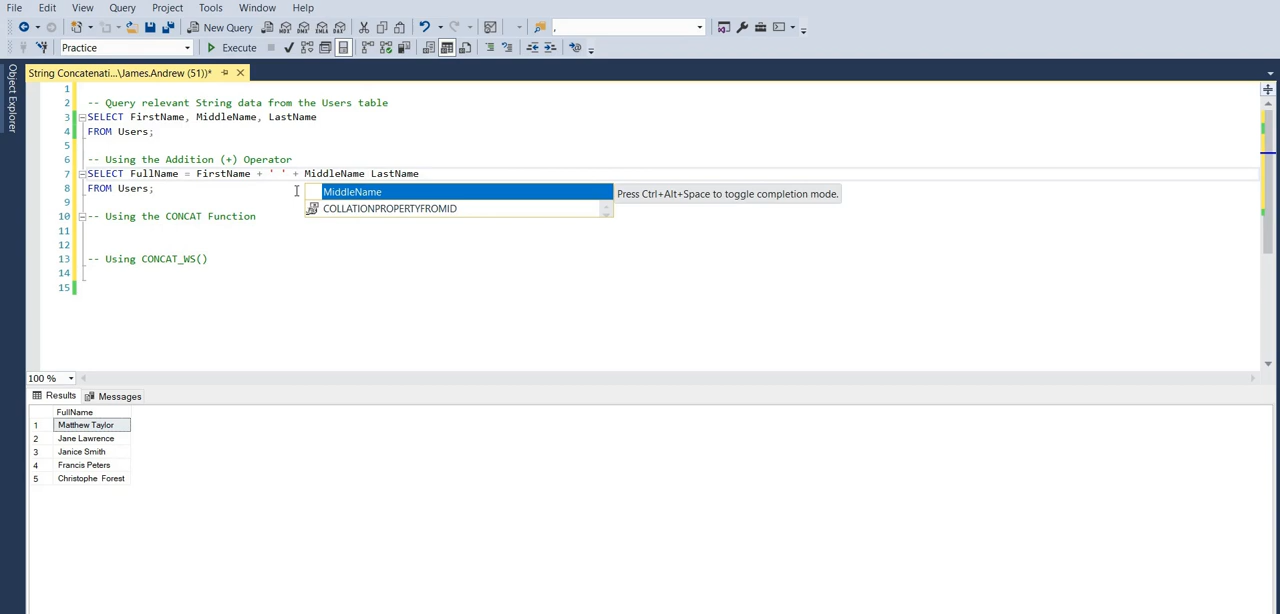 File Edit View Query Project Tools Window Help
New Query ,
Practice Execute
Object Explorer
String Concatenati...\James.Andrew (51))*
1
2 -- Query relevant String data from the Users table
3 SELECT FirstName, MiddleName, LastName
4 FROM Users;
5
6 -- Using the Addition (+) Operator
7 SELECT FullName = FirstName + ' ' + MiddleName LastName
8 FROM Users;
MiddleName
Press Ctrl+Alt+Space to toggle completion mode.
COLLATIONPROPERTYFROMID
9
10 -- Using the CONCAT Function
11
12
13 -- Using CONCAT_WS()
14
15
100 %
Results Messages
FullName
1 Matthew Taylor
2 Jane Lawrence
3 Janice Smith
4 Francis Peters
5 Christophe Forest